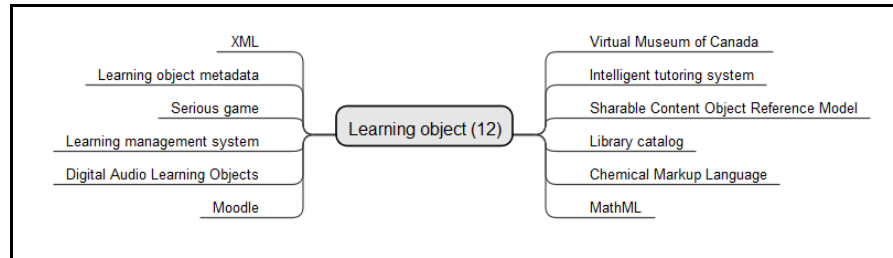 XML
Learning object metadata
Serious game
Learning management system
Digital Audio Learning Objects
Moodle
Learning object (12)
Virtual Museum of Canada
Intelligent tutoring system
Sharable Content Object Reference Model
Library catalog
Chemical Markup Language
MathML